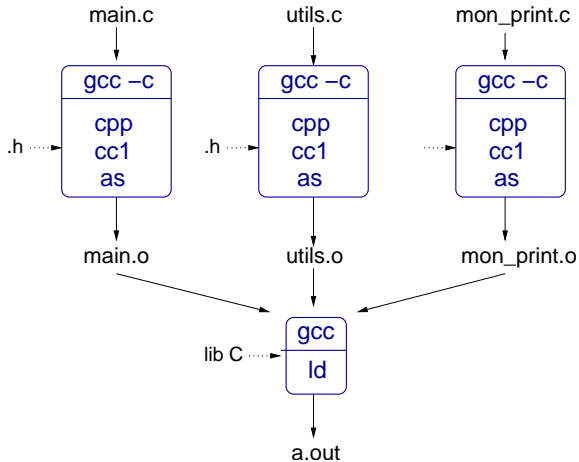 main.c
utils.c
mon_print.c
gcc –c
gcc –c
gcc –c
cpp
cc1
as
.h
cpp
cc1
as
.h
cpp
cc1
as
main.o
utils.o
mon_print.o
gcc
lib C
ld
a.out